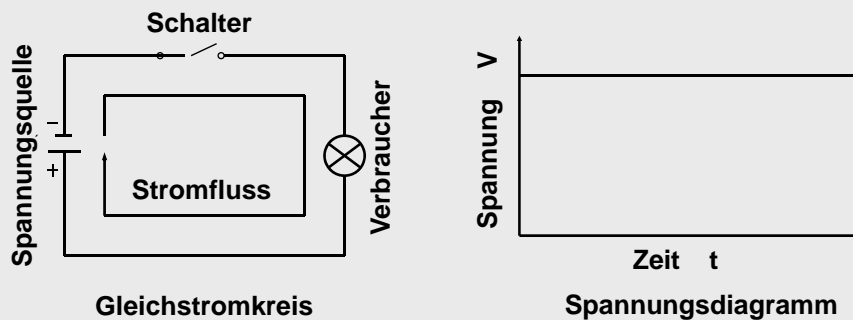 Schalter
Spannungsquelle
−
+
Stromfluss
Verbraucher
Gleichstromkreis
Spannung V
Zeit t
Spannungsdiagramm